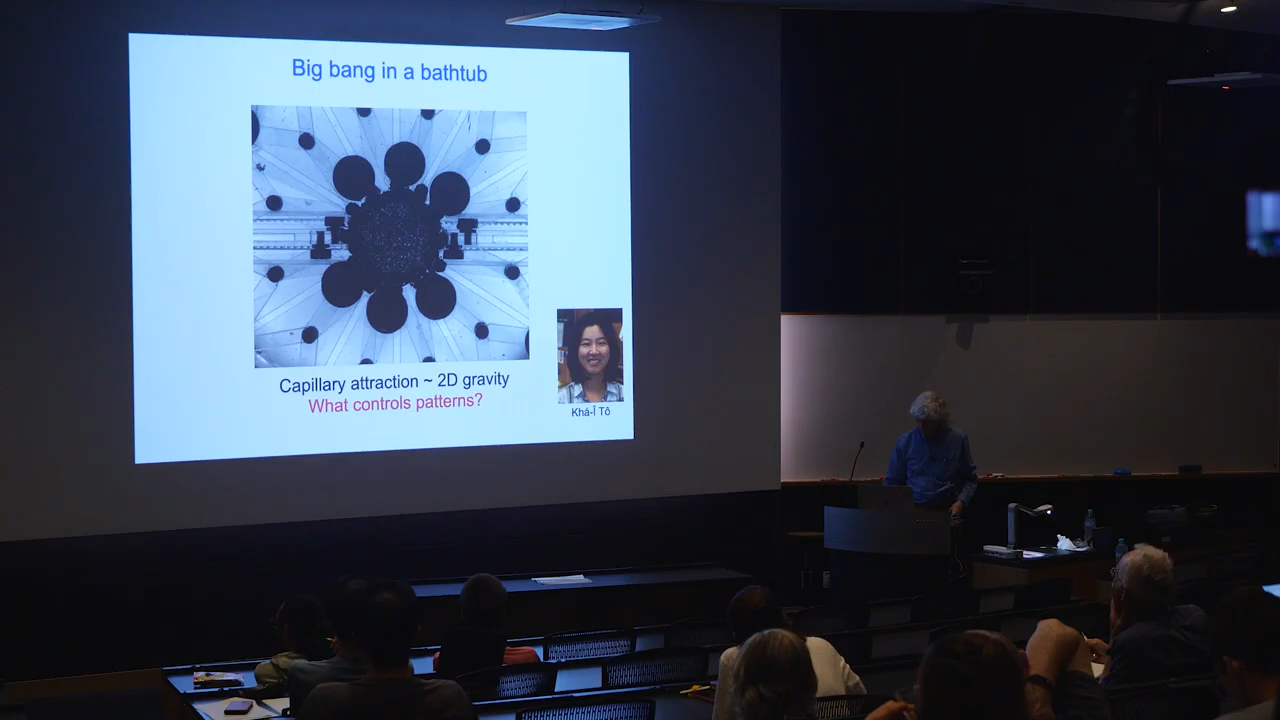 Big bang in a bathtub
Capillary attraction ~ 2D gravity
What controls patterns?
Khá-Î Tô